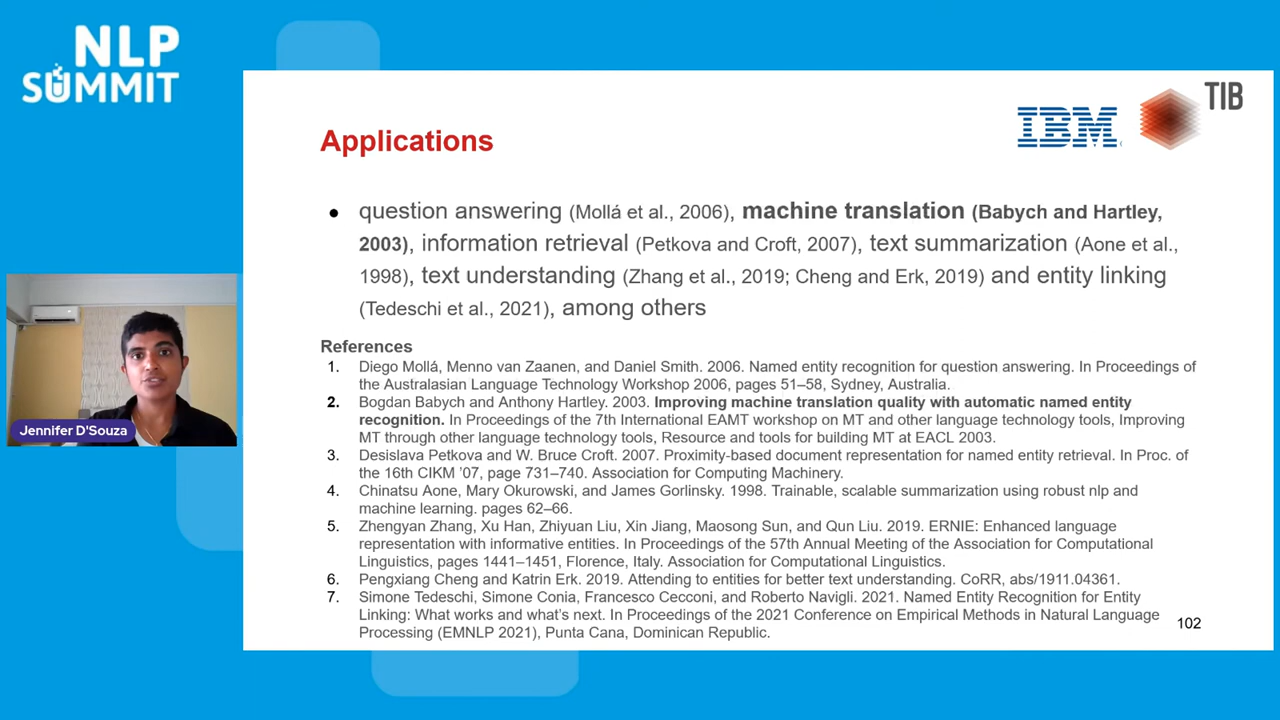 NLP
SUMMIT
IBM
TIB
Applications
● question answering (Mollá et al., 2006), machine translation (Babych and Hartley,
2003), information retrieval (Petkova and Croft, 2007), text summarization (Aone et al.,
1998), text understanding (Zhang et al., 2019; Cheng and Erk, 2019) and entity linking
(Tedeschi et al., 2021), among others
References
1. Diego Mollá, Menno van Zaanen, and Daniel Smith. 2006. Named entity recognition for question answering. In Proceedings of
the Australasian Language Technology Workshop 2006, pages 51–58, Sydney, Australia.
2. Bogdan Babych and Anthony Hartley. 2003. Improving machine translation quality with automatic named entity
recognition. In Proceedings of the 7th International EAMT workshop on MT and other language technology tools, Improving
MT through other language technology tools, Resource and tools for building MT at EACL 2003.
3. Desislava Petkova and W. Bruce Croft. 2007. Proximity-based document representation for named entity retrieval. In Proc. of
the 16th CIKM ’07, page 731–740. Association for Computing Machinery.
4. Chinatsu Aone, Mary Okurowski, and James Gorlinsky. 1998. Trainable, scalable summarization using robust nlp and
machine learning. pages 62–66.
5. Zhengyan Zhang, Xu Han, Zhiyuan Liu, Xin Jiang, Maosong Sun, and Qun Liu. 2019. ERNIE: Enhanced language
representation with informative entities. In Proceedings of the 57th Annual Meeting of the Association for Computational
Linguistics, pages 1441–1451, Florence, Italy. Association for Computational Linguistics.
6. Pengxiang Cheng and Katrin Erk. 2019. Attending to entities for better text understanding. CoRR, abs/1911.04361.
7. Simone Tedeschi, Simone Conia, Francesco Cecconi, and Roberto Navigli. 2021. Named Entity Recognition for Entity
Linking: What works and what’s next. In Proceedings of the 2021 Conference on Empirical Methods in Natural Language
Processing (EMNLP 2021), Punta Cana, Dominican Republic.
102
Jennifer D'Souza